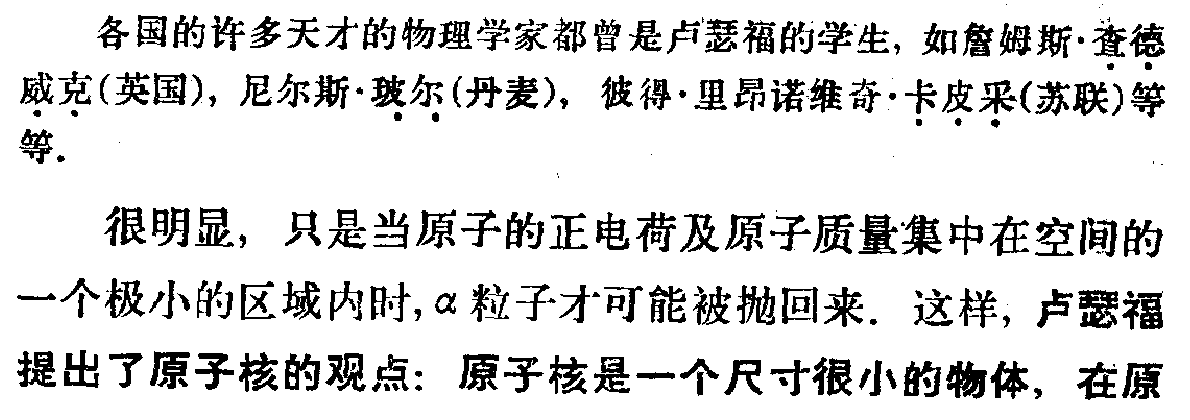 各国的许多天才的物理学家都曾是卢瑟福的学生, 如詹姆斯·查德
威克(英国), 尼尔斯·玻尔(丹麦), 彼得·里昂诺维奇·卡皮采(苏联)等
等.
很明显, 只是当原子的正电荷及原子质量集中在空间的
一个极小的区域内时, α粒子才可能被抛回来. 这样, 卢瑟福
提出了原子核的观点: 原子核是一个尺寸很小的物体, 在原